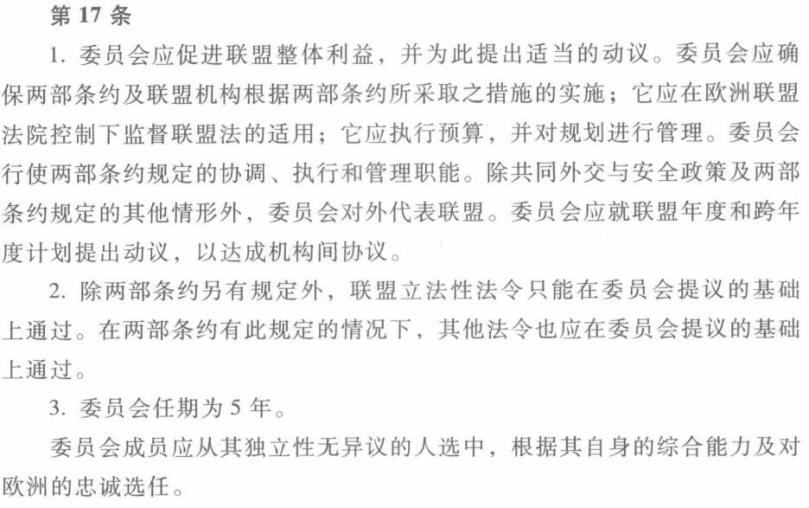 第 17 条
1. 委员会应促进联盟整体利益，并为此提出适当的动议。委员会应确
保两部条约及联盟机构根据两部条约所采取之措施的实施；它应在欧洲联盟
法院控制下监督联盟法的适用；它应执行预算，并对规划进行管理。委员会
行使两部条约规定的协调、执行和管理职能。除共同外交与安全政策及两部
条约规定的其他情形外，委员会对外代表联盟。委员会应就联盟年度和跨年
度计划提出动议，以达成机构间协议。
2. 除两部条约另有规定外，联盟立法性法令只能在委员会提议的基础
上通过。在两部条约有此规定的情况下，其他法令也应在委员会提议的基础
上通过。
3. 委员会任期为 5 年。
委员会成员应从其独立性无异议的人选中，根据其自身的综合能力及对
欧洲的忠诚选任。